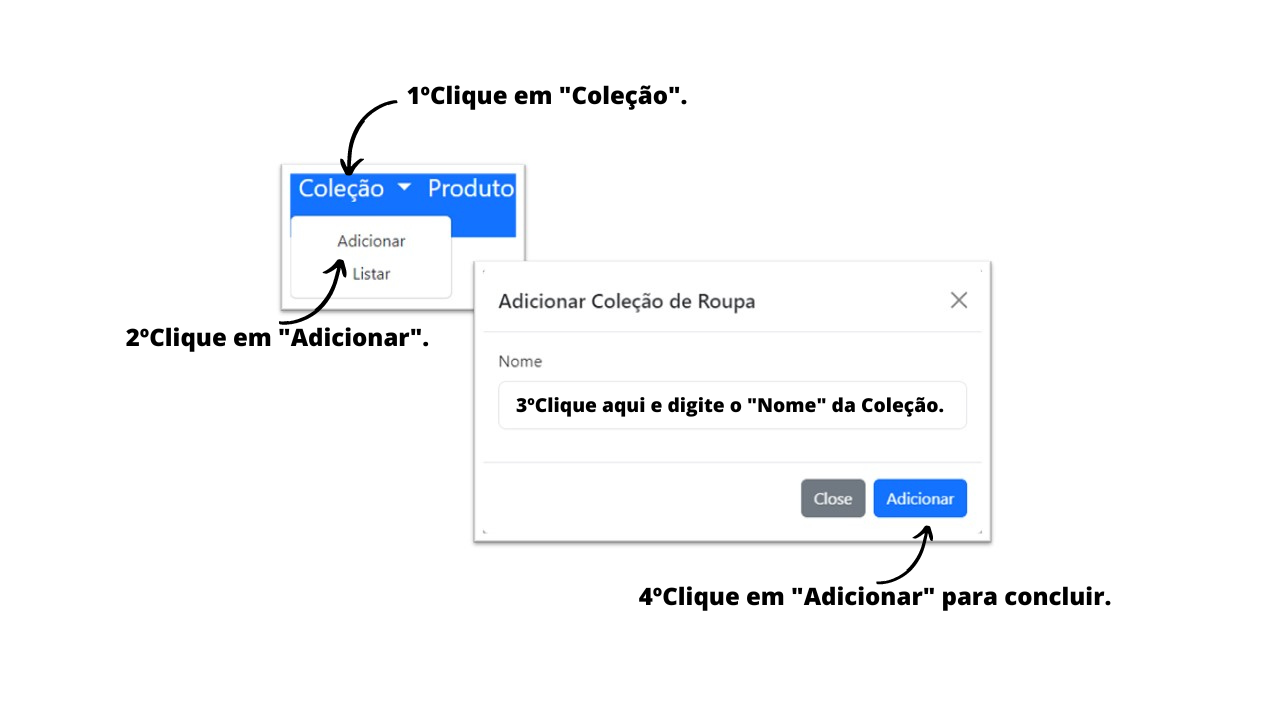 1ºClique em "Coleção".
Coleção Produto
Adicionar
Listar
2ºClique em "Adicionar".
Adicionar Coleção de Roupa
Nome
3ºClique aqui e digite o "Nome" da Coleção.
Close Adicionar
4ºClique em "Adicionar" para concluir.